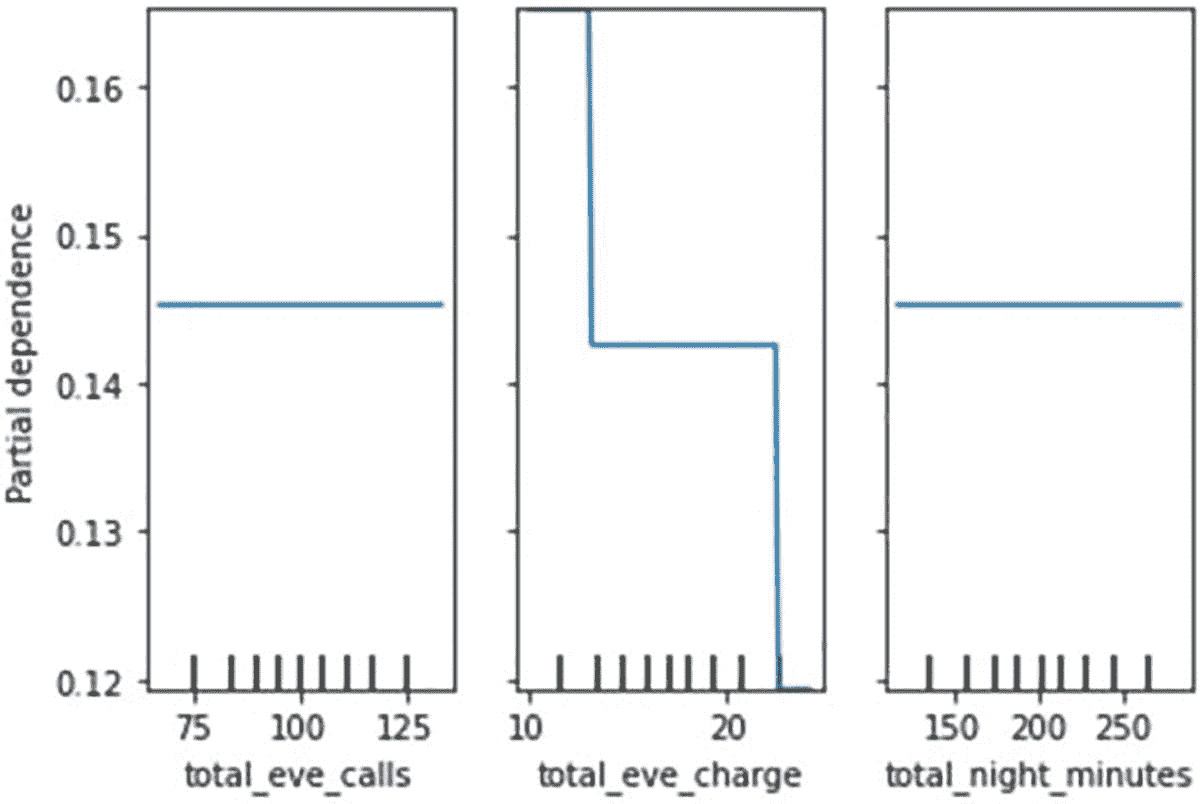 Partial dependence
0.16
0.15
0.14
0.13
0.12
75 100 125
total_eve_calls
10 20
total_eve_charge
150 200 250
total_night_minutes